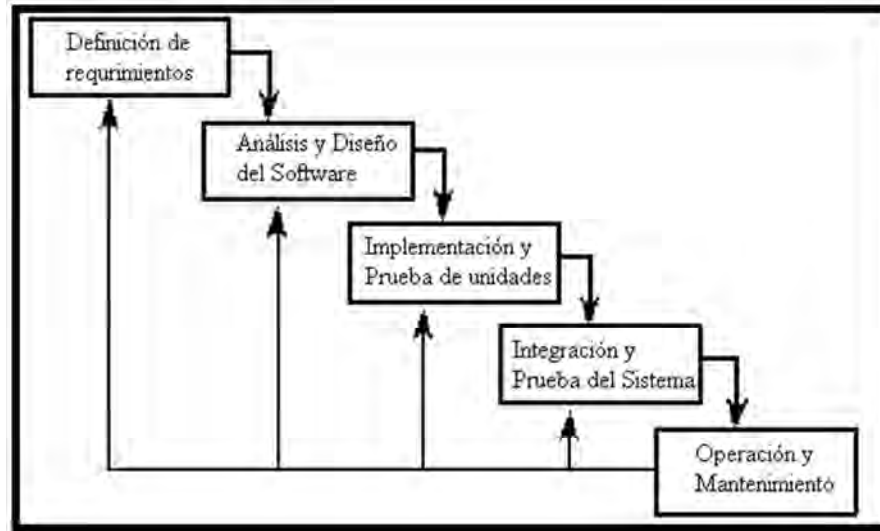 Definición de
requrimientos
Análisis y Diseño
del Software
Implementación y
Prueba de unidades
Integración y
Prueba del Sistema
Operación y
Mantenimiento